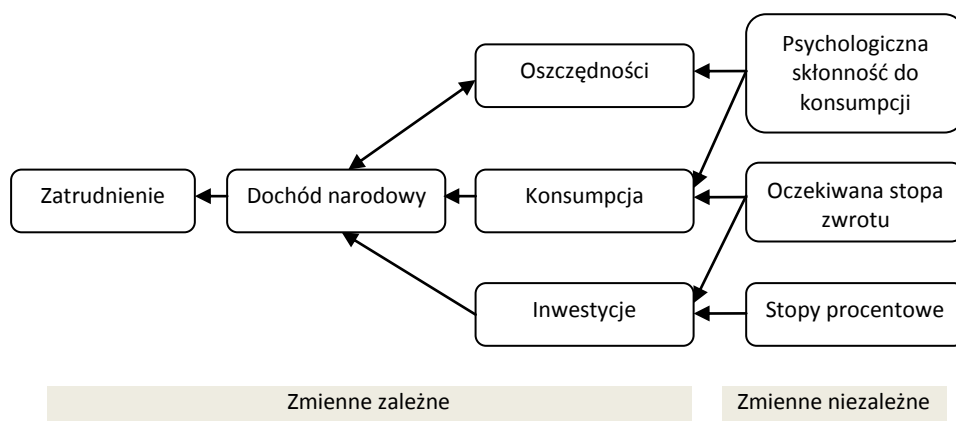 Psychologiczna
skłonność do
konsumpcji
Oszczędności
Zatrudnienie
Dochód narodowy
Konsumpcja
Oczekiwana stopa
zwrotu
Inwestycje
Stopy procentowe
Zmienne zależne
Zmienne niezależne